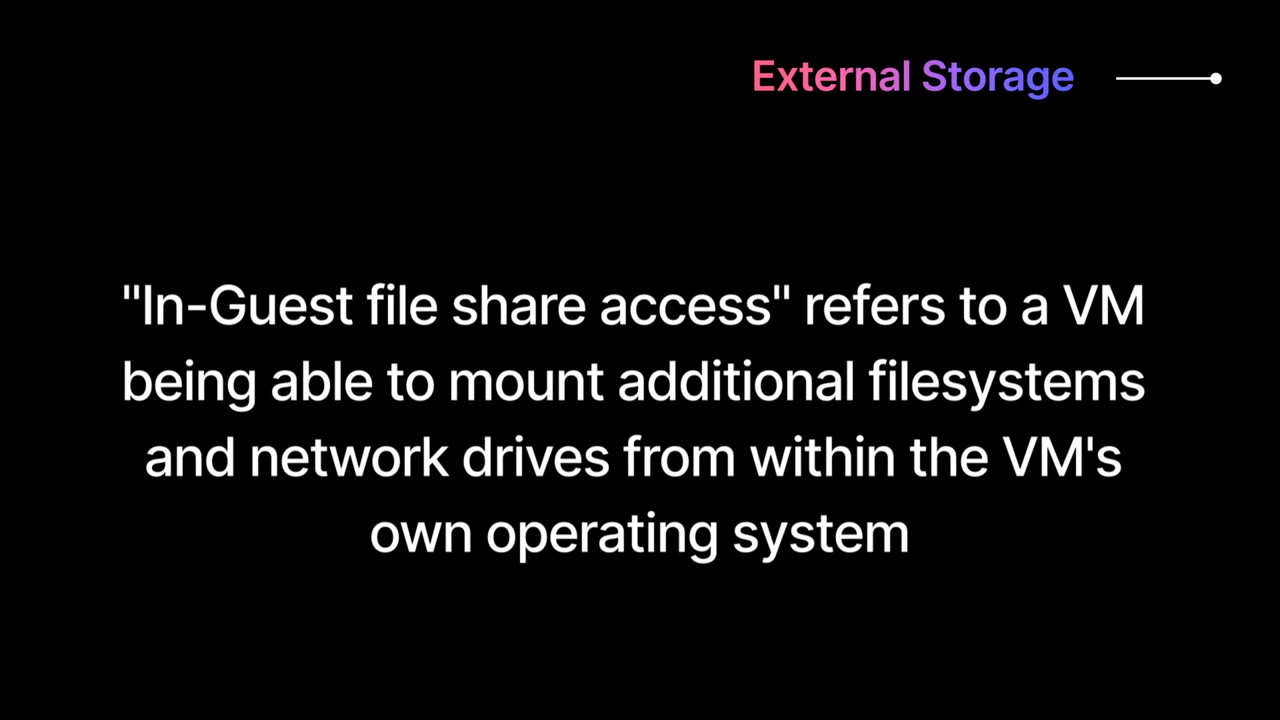 External Storage
"In-Guest file share access" refers to a VM
being able to mount additional filesystems
and network drives from within the VM's
own operating system